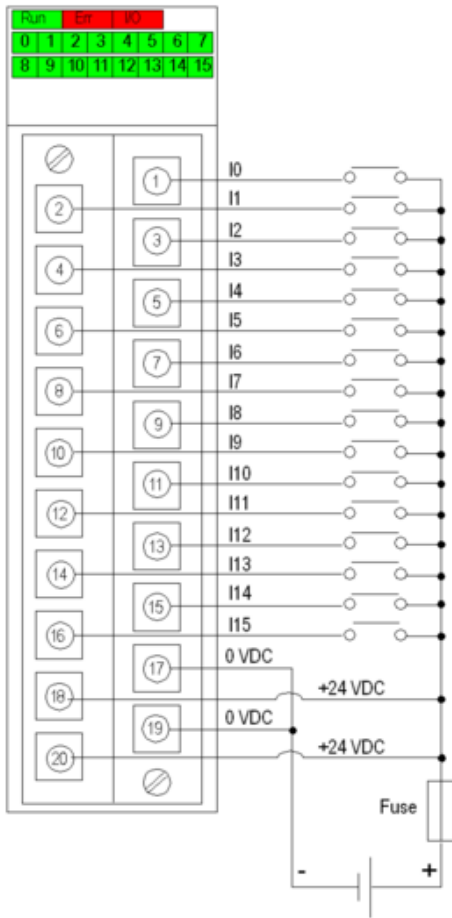 Run Err I/O
0 1 2 3 4 5 6 7
8 9 10 11 12 13 14 15
1 I0
2 I1
3 I2
4 I3
5 I4
6 I5
7 I6
8 I7
9 I8
10 I9
11 I10
12 I11
13 I12
14 I13
15 I14
16 I15
17 0 VDC
18 +24 VDC
19 0 VDC
20 +24 VDC
Fuse
- +